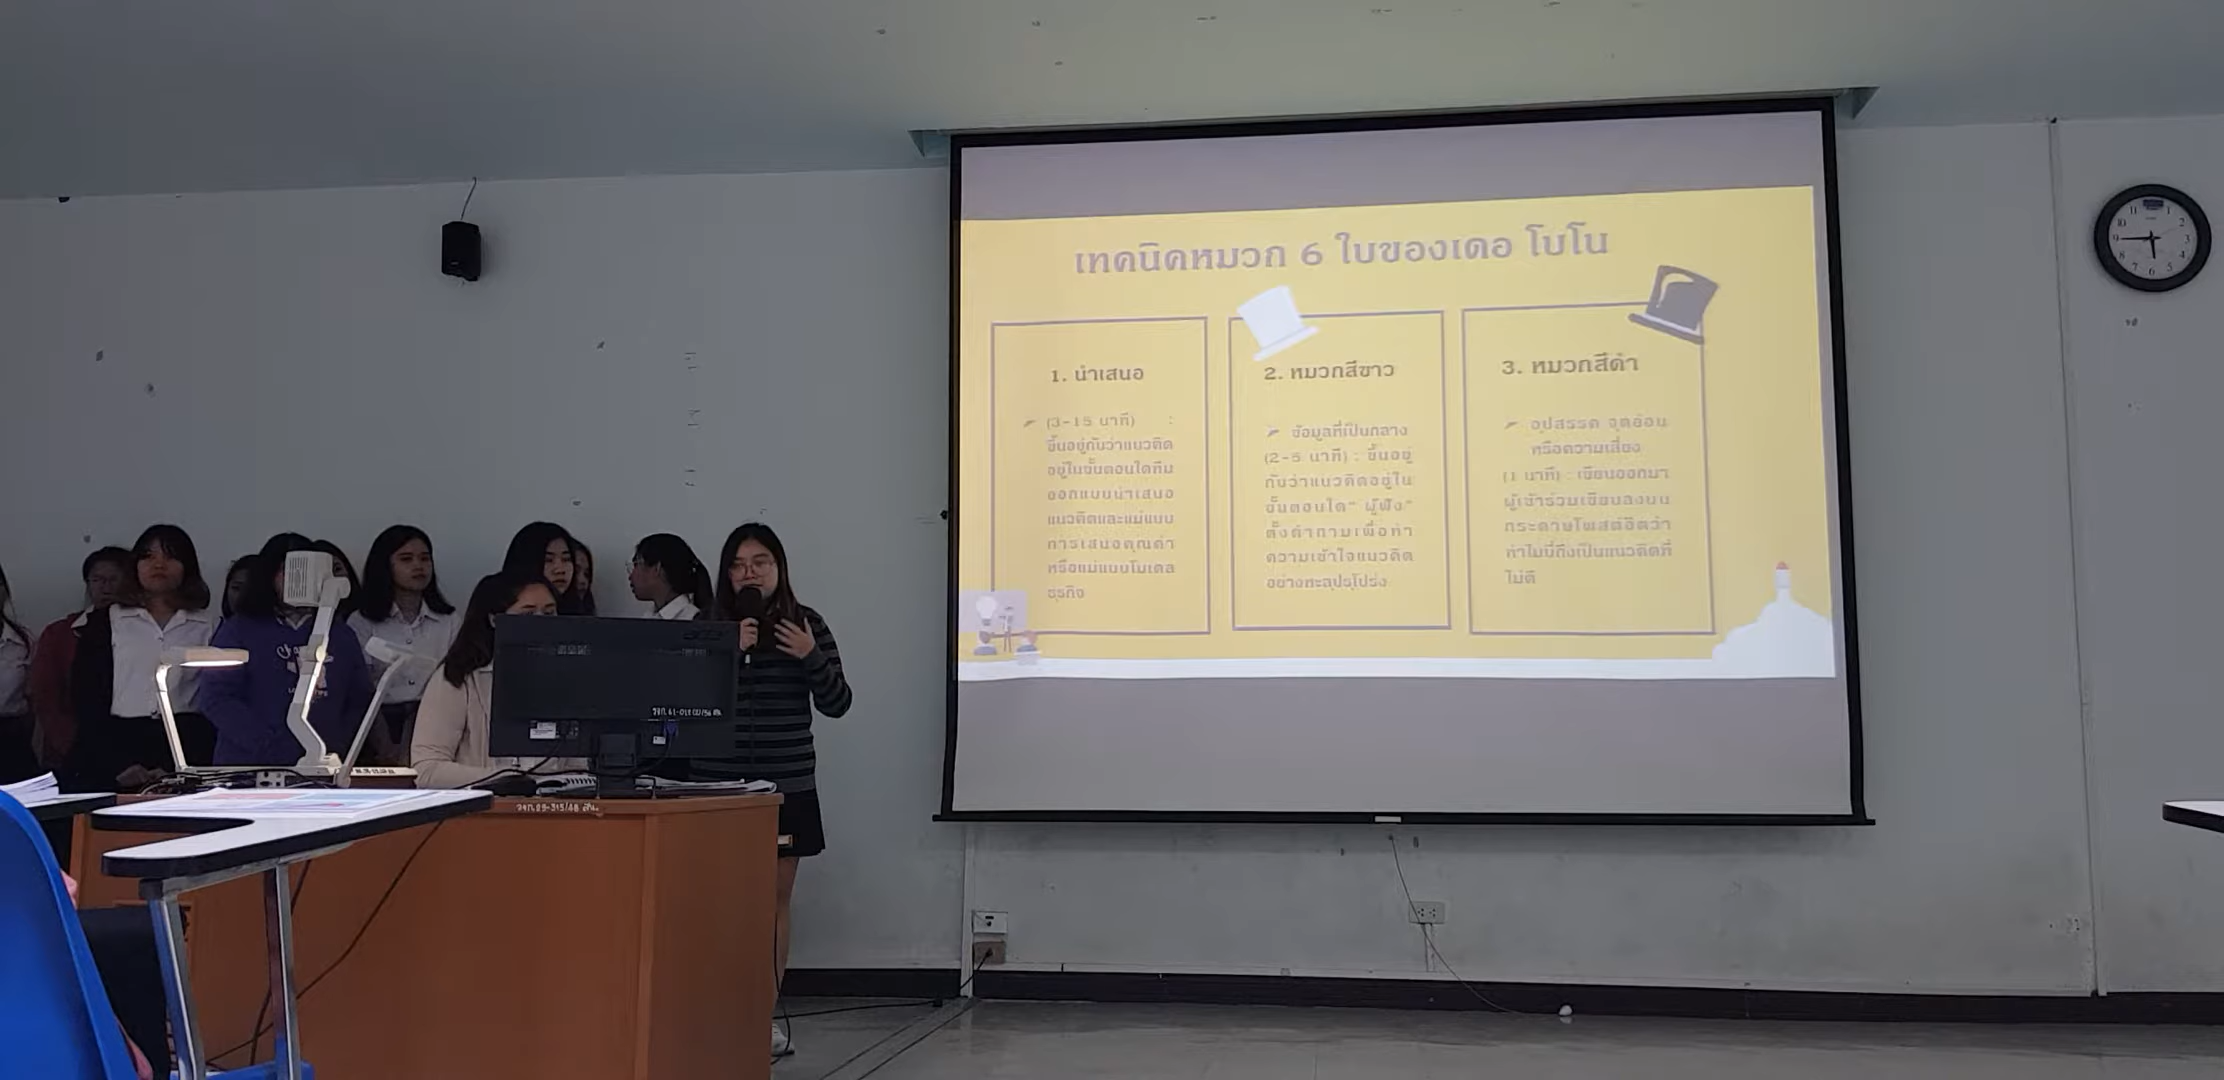 เทคนิคหมวก 6 ใบของเดอ โบโน
1. นำเสนอ
(3-15 นาที) :
ขึ้นอยู่กับว่าแนวคิด
อยู่ในขั้นตอนใดทีม
ออกแบบนำเสนอ
แนวคิดและแม่แบบ
การเสนอคุณค่า
หรือแม่แบบโมเดล
ธุรกิจ
2. หมวกสีขาว
ข้อมูลที่เป็นกลาง
(2-5 นาที) : ขึ้นอยู่
กับว่าแนวคิดอยู่ใน
ขั้นตอนใด" ผู้ฟัง"
ตั้งคำถามเพื่อทำ
ความเข้าใจแนวคิด
อย่างทะลุปรุโปร่ง
3. หมวกสีดำ
อุปสรรค จุดอ่อน
หรือความเสี่ยง
(1 นาที) : เขียนออกมา
ผู้เข้าร่วมเขียนลงบน
กระดาษโพสต์อิตว่า
ทำไมนี่ถึงเป็นแนวคิดที่
ไม่ดี
11 1
10 2
9 3
8 4
7 6 5
acer